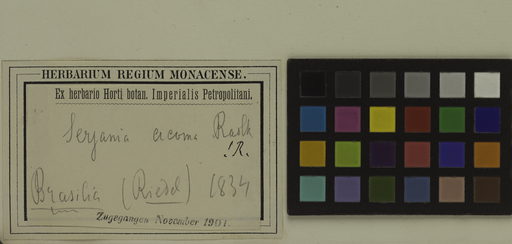 HERBARIUM REGIUM MONACENSE.
Ex herbario Horti botan. Imperialis Petropolitani.
Serjania Radlk
!R.
Brasilia (Riedel) 1834
Zugegangen November 1901